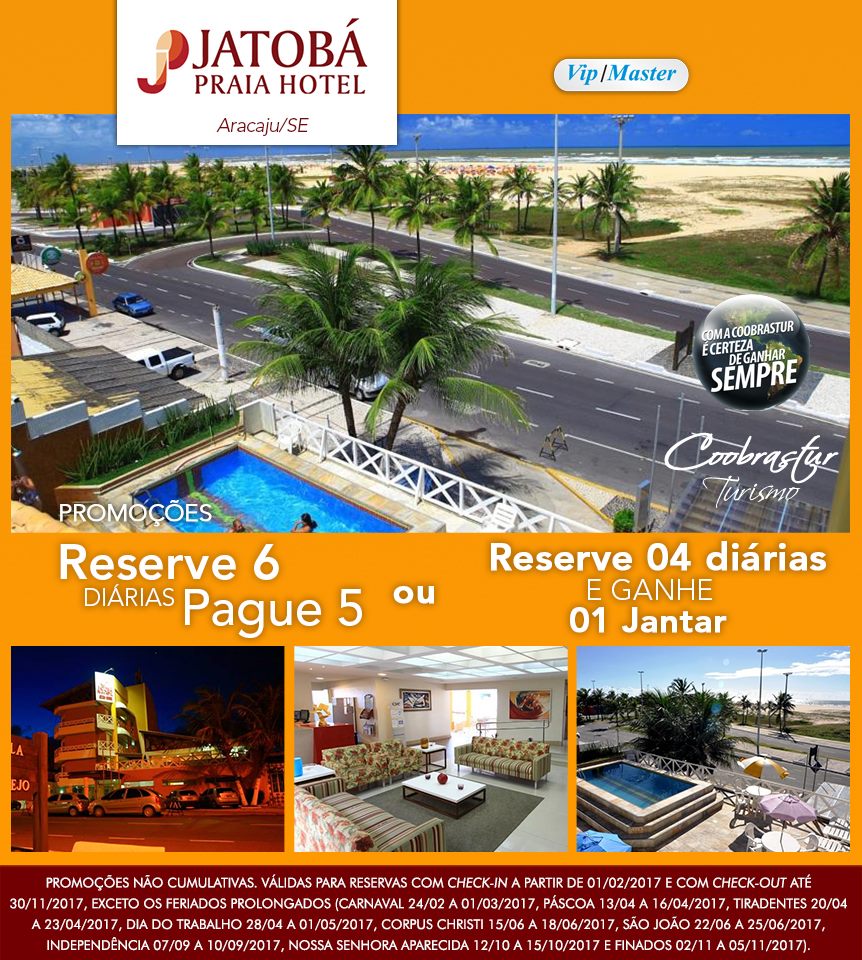 JATOBÁ
PRAIA HOTEL
Aracaju/SE
Vip/Master
COM A COOBRASTUR
É CERTEZA
DE GANHAR
SEMPRE
Coobrastur
Turismo
PROMOÇÕES
Reserve 6
DIÁRIAS Pague 5
ou
Reserve 04 diárias
E GANHE
01 Jantar
PROMOÇÕES NÃO CUMULATIVAS. VÁLIDAS PARA RESERVAS COM CHECK-IN A PARTIR DE 01/02/2017 E COM CHECK-OUT ATÉ
30/11/2017, EXCETO OS FERIADOS PROLONGADOS (CARNAVAL 24/02 A 01/03/2017, PÁSCOA 13/04 A 16/04/2017, TIRADENTES 20/04
A 23/04/2017, DIA DO TRABALHO 28/04 A 01/05/2017, CORPUS CHRISTI 15/06 A 18/06/2017, SÃO JOÃO 22/06 A 25/06/2017,
INDEPENDÊNCIA 07/09 A 10/09/2017, NOSSA SENHORA APARECIDA 12/10 A 15/10/2017 E FINADOS 02/11 A 05/11/2017).